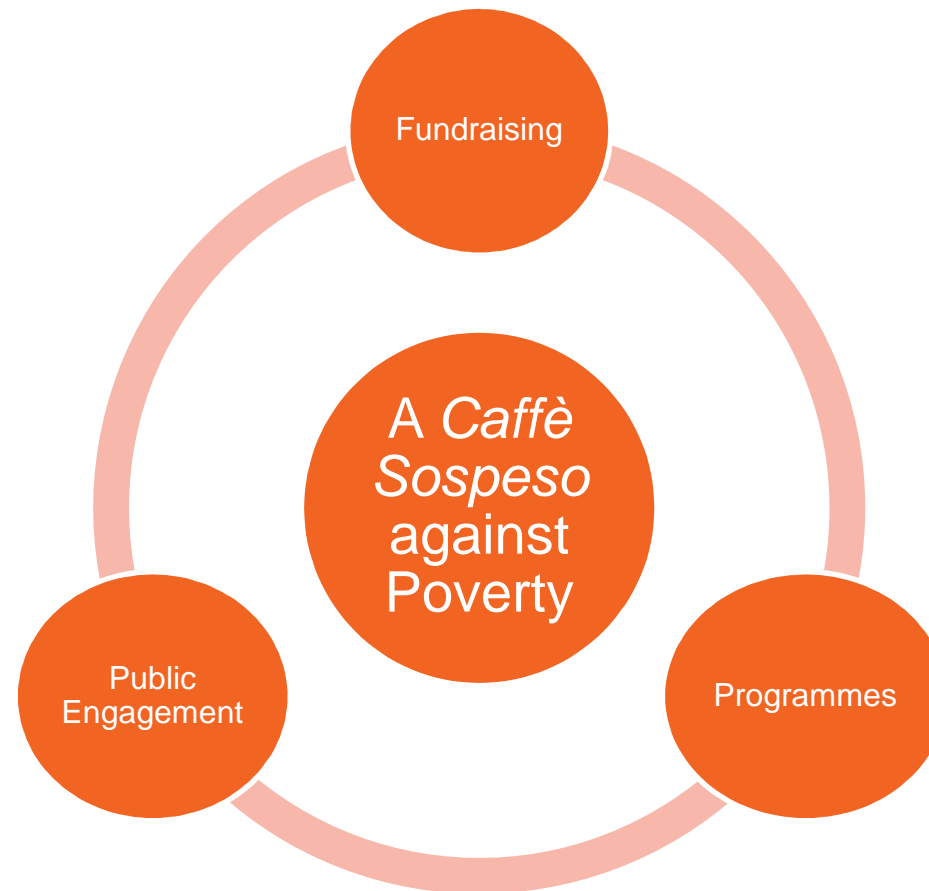 Fundraising
A Caffè
Sospeso
against
Poverty
Public
Engagement
Programmes